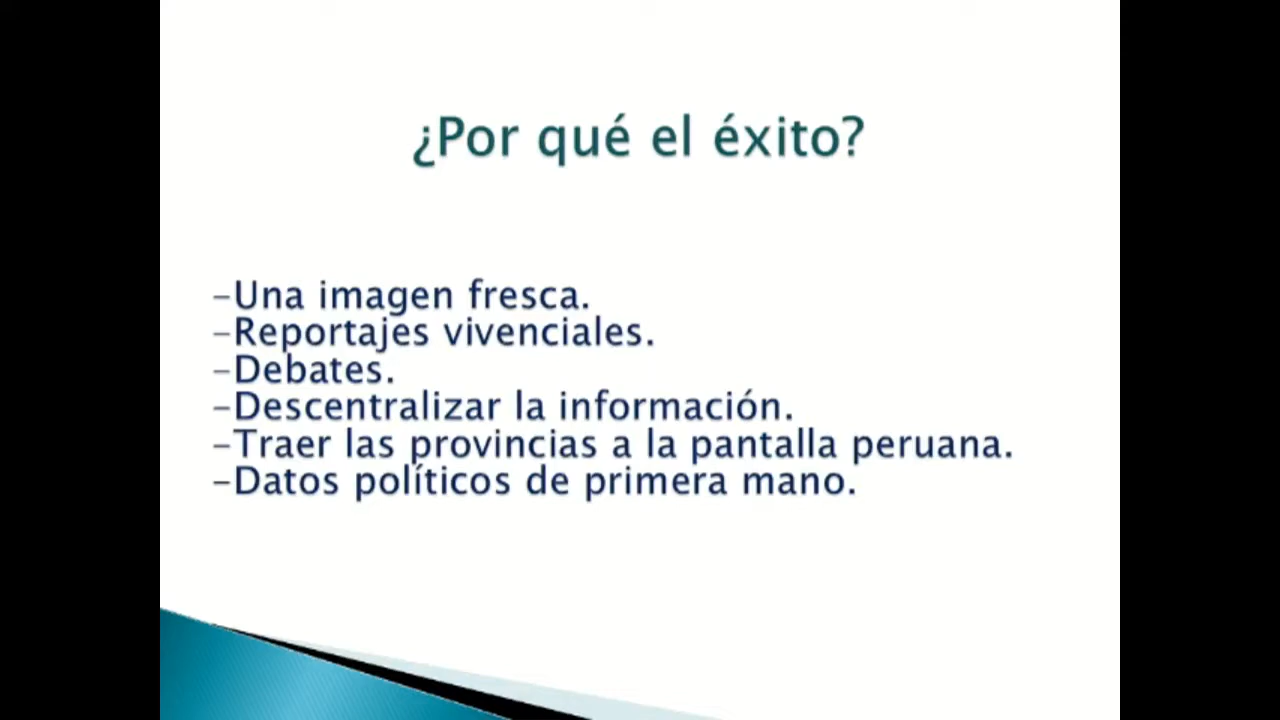 ¿Por qué el éxito?
-Una imagen fresca.
-Reportajes vivenciales.
-Debates.
-Descentralizar la información.
-Traer las provincias a la pantalla peruana.
-Datos políticos de primera mano.